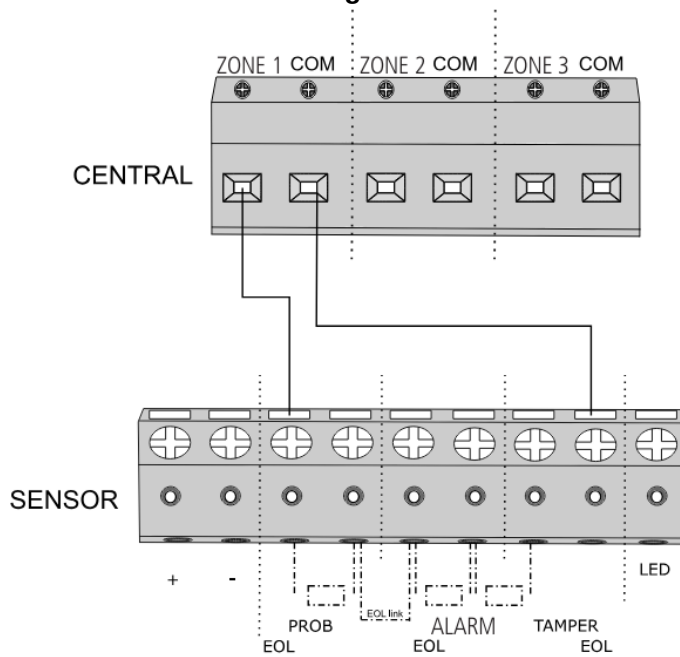 ZONE 1 COM ZONE 2 COM ZONE 3 COM
CENTRAL
SENSOR
+ - LED
EOL link
PROB ALARM TAMPER
EOL EOL EOL